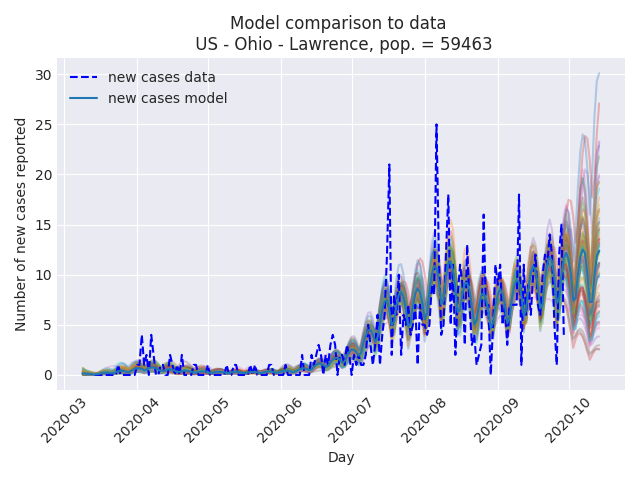 Model comparison to data
US - Ohio - Lawrence, pop. = 59463
new cases data
new cases model
Number of new cases reported
30
25
20
15
10
5
0
2020-03
2020-04
2020-05
2020-06
2020-07
2020-08
2020-09
2020-10
Day